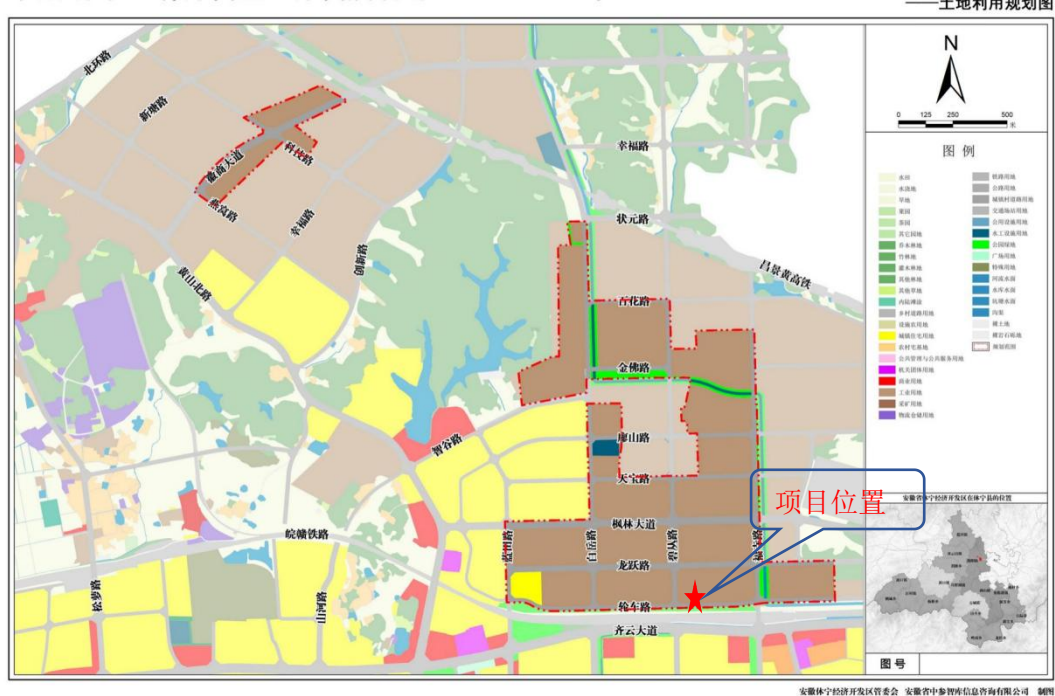 ——土地利用规划图
北环路
新塘路
徽商大道
科技路
燕窝路
幸福路
创新路
黄山北路
幸福路
状元路
昌景黄高铁
百花路
金佛路
智谷路
廊山路
天宝路
枫林大道
龙跃路
轮车路
齐云大道
白岳路
皖赣铁路
山河路
松萝路
项目位置
N
0 125 250 500
米
图 例
水田
水浇地
旱地
果园
茶园
其它园地
乔木林地
竹林地
灌木林地
其他林地
其他草地
内陆滩涂
乡村道路用地
设施农用地
城镇住宅用地
农村宅基地
公共管理与公共服务用地
机关团体用地
商业用地
工业用地
采矿用地
物流仓储用地
铁路用地
公路用地
城镇村道路用地
交通场站用地
公用设施用地
水工设施用地
公园绿地
广场用地
特殊用地
河流水面
水库水面
坑塘水面
沟渠
裸土地
裸岩石砾地
规划范围
安徽省休宁经济开发区在休宁县的位置
图 号
安徽休宁经济开发区管委会 安徽省中参智库信息咨询有限公司 制图